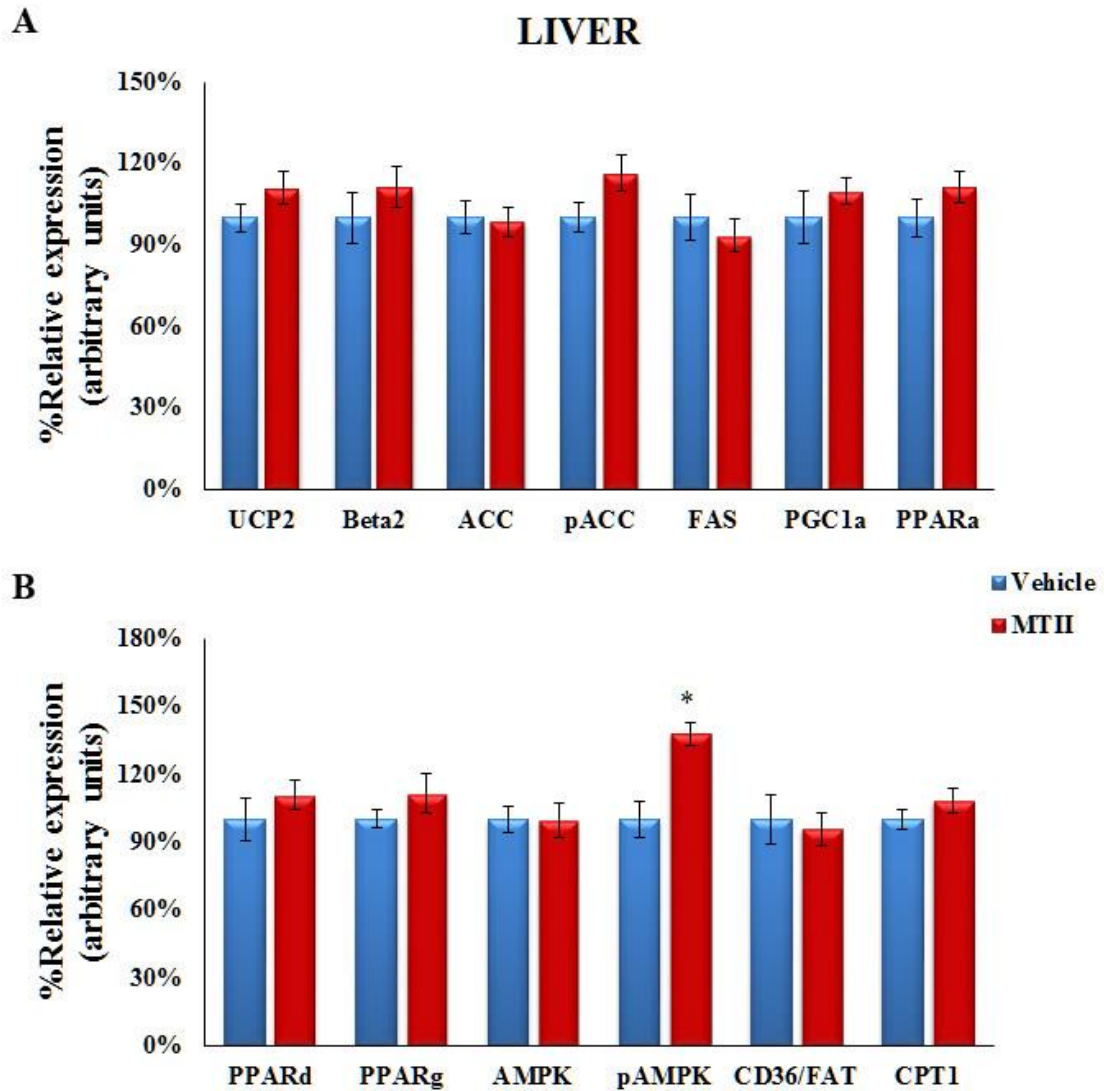 A
LIVER
%Relative expression
(arbitrary units)
150%
120%
90%
60%
30%
0%
UCP2 Beta2 ACC pACC FAS PGC1a PPARa
B
Vehicle
MTII
%Relative expression
(arbitrary units)
180%
150%
120%
90%
60%
30%
0%
*
PPARd PPARg AMPK pAMPK CD36/FAT CPT1